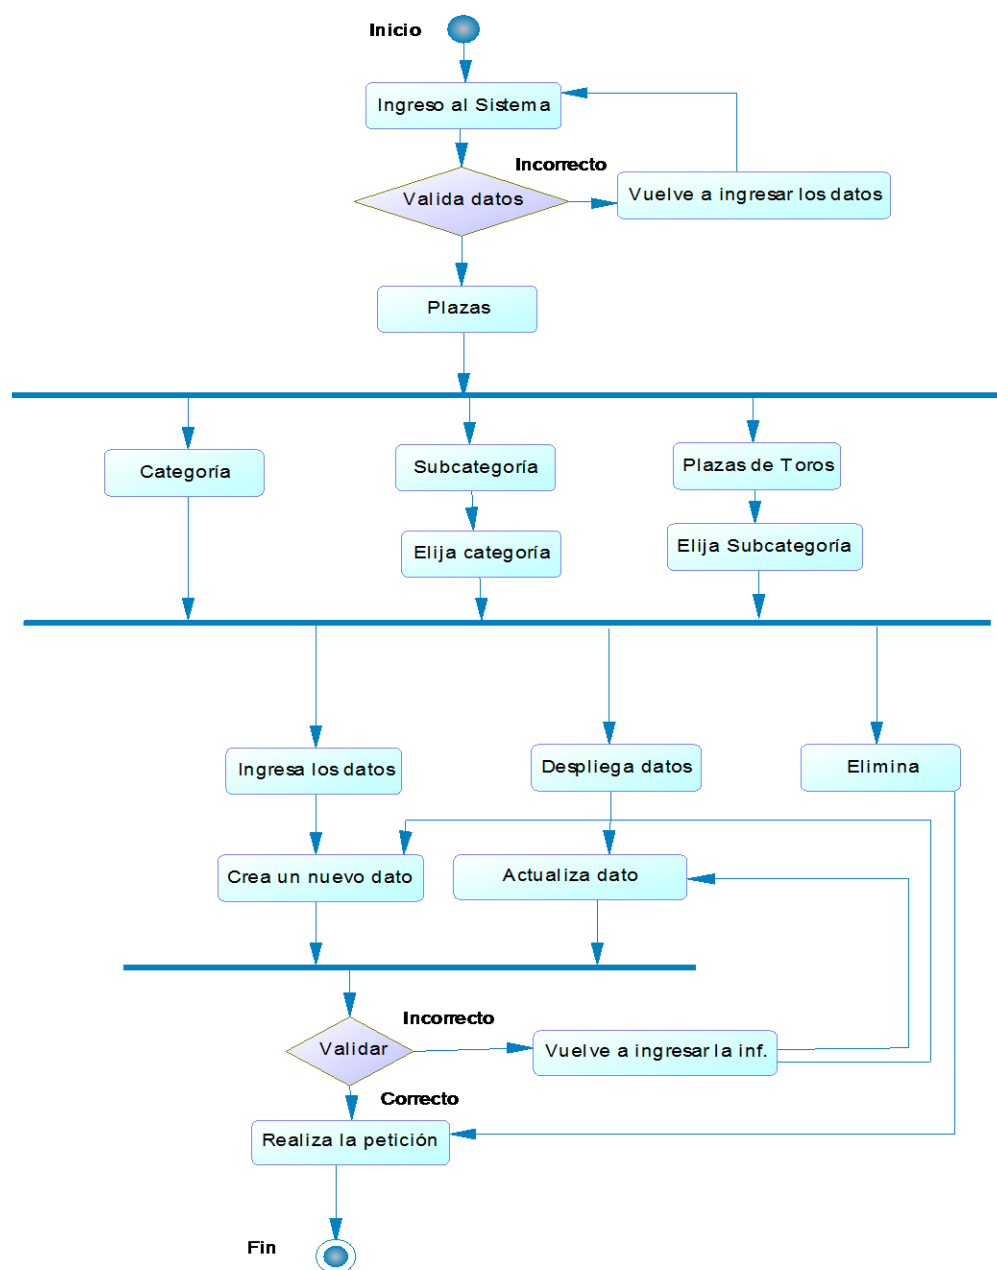 Inicio
Ingreso al Sistema
Incorrecto
Valida datos
Vuelve a ingresar los datos
Plazas
Categoría
Subcategoría
Plazas de Toros
Elija categoría
Elija Subcategoría
Ingresa los datos
Despliega datos
Elimina
Crea un nuevo dato
Actualiza dato
Incorrecto
Validar
Vuelve a ingresar la inf.
Correcto
Realiza la petición
Fin